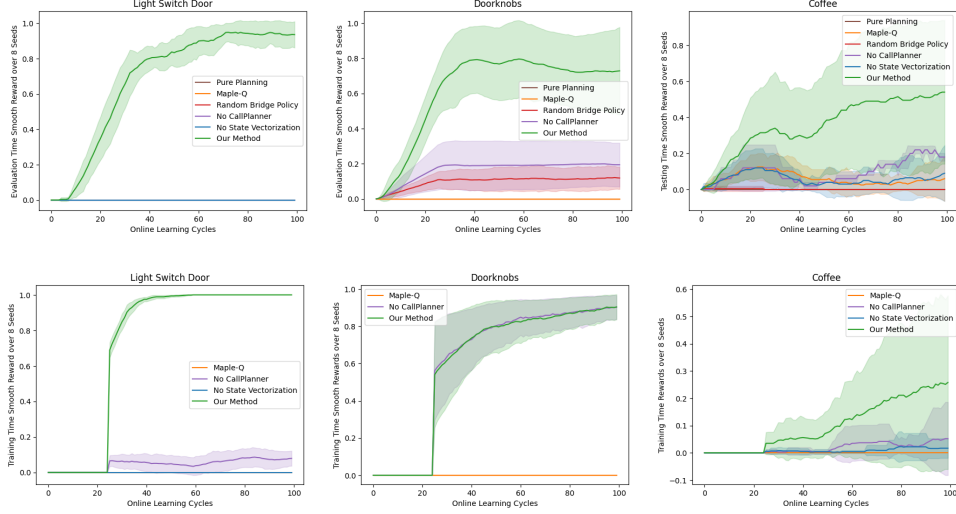 Light Switch Door
Evaluation Time Smooth Reward over 8 Seeds
1.0
0.8
0.6
0.4
0.2
0.0
Pure Planning
Maple-Q
Random Bridge Policy
No CallPlanner
No State Vectorization
Our Method
0 20 40 60 80 100
Online Learning Cycles
Doorknobs
Evaluation Time Smooth Reward over 8 Seeds
1.0
0.8
0.6
0.4
0.2
0.0
Pure Planning
Maple-Q
Random Bridge Policy
No CallPlanner
Our Method
0 20 40 60 80 100
Online Learning Cycles
Coffee
Testing Time Smooth Reward over 8 Seeds
0.8
0.6
0.4
0.2
0.0
Pure Planning
Maple-Q
Random Bridge Policy
No CallPlanner
No State Vectorization
Our Method
0 20 40 60 80 100
Online Learning Cycles
Light Switch Door
Training Time Smooth Reward over 8 Seeds
1.0
0.8
0.6
0.4
0.2
0.0
Maple-Q
No CallPlanner
No State Vectorization
Our Method
0 20 40 60 80 100
Online Learning Cycles
Doorknobs
Training Time Smooth Rewards over 8 Seeds
1.0
0.8
0.6
0.4
0.2
0.0
Maple-Q
No CallPlanner
Our Method
0 20 40 60 80 100
Online Learning Cycles
Coffee
Training Time Rewards over 8 Seeds
0.6
0.5
0.4
0.3
0.2
0.1
0.0
−0.1
Maple-Q
No CallPlanner
No State Vectorization
Our Method
0 20 40 60 80 100
Online Learning Cycles